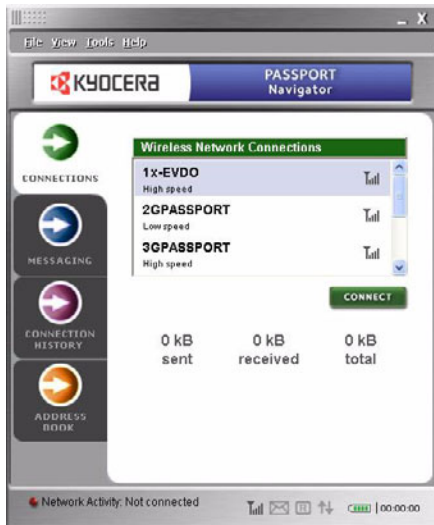 X
File View Tools Help
KYOCERA
PASSPORT
Navigator
Wireless Network Connections
CONNECTIONS
1x-EVDO
High speed
2GPASSPORT
Low speed
3GPASSPORT
High speed
MESSAGING
CONNECT
CONNECTION
HISTORY
0 kB 0 kB 0 kB
sent received total
ADDRESS
BOOK
Network Activity: Not connected
00:00:00